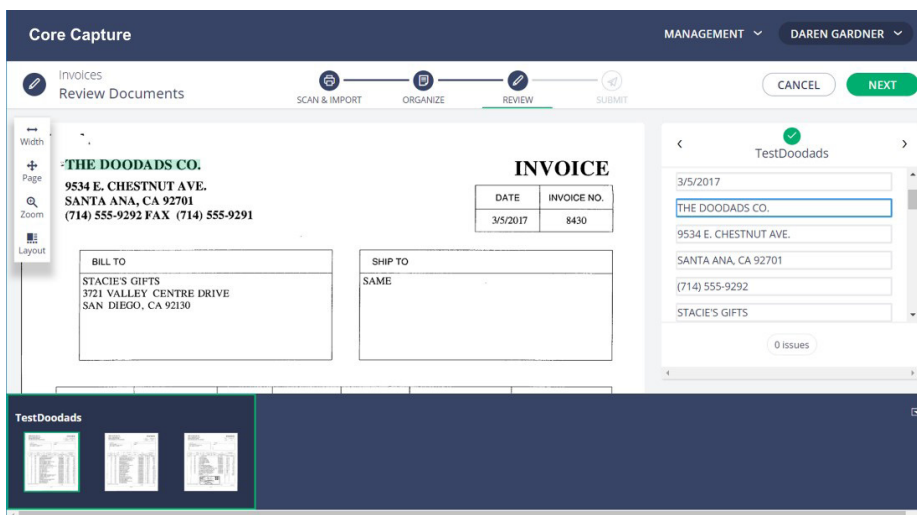 Core Capture
MANAGEMENT
DAREN GARDNER
Invoices
Review Documents
SCAN & IMPORT
ORGANIZE
REVIEW
SUBMIT
CANCEL
NEXT
Width
Page
Zoom
Layout
THE DOODADS CO.
9534 E. CHESTNUT AVE.
SANTA ANA, CA 92701
(714) 555-9292 FAX (714) 555-9291
INVOICE
DATE INVOICE NO.
3/5/2017 8430
BILL TO
STACIE'S GIFTS
3721 VALLEY CENTRE DRIVE
SAN DIEGO, CA 92130
SHIP TO
SAME
TestDoodads
3/5/2017
THE DOODADS CO.
9534 E. CHESTNUT AVE.
SANTA ANA, CA 92701
(714) 555-9292
STACIE'S GIFTS
0 issues
TestDoodads